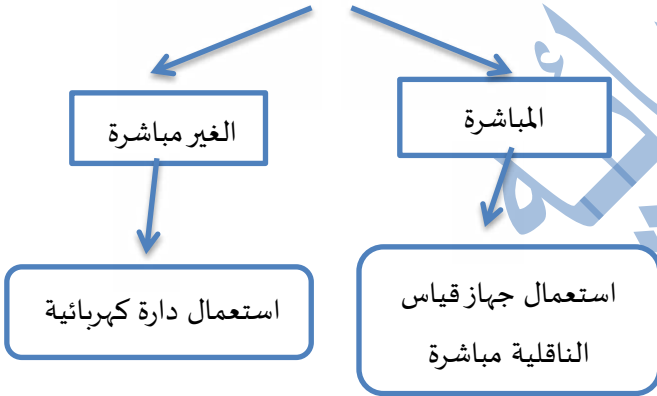 المباشرة
الغير مباشرة
استعمال جهاز قياس
الناقلية مباشرة
استعمال دارة كهربائية